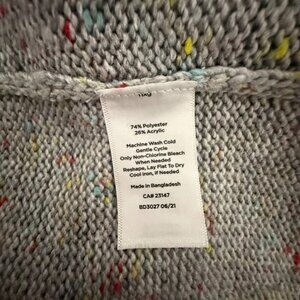 74% Polyester
26% Acrylic
Machine Wash Cold
Gentle Cycle
Only Non-Chlorine Bleach
When Needed
Reshape, Lay Flat To Dry
Cool Iron, If Needed
Made in Bangladesh
CA# 23147
BD3027 06/21